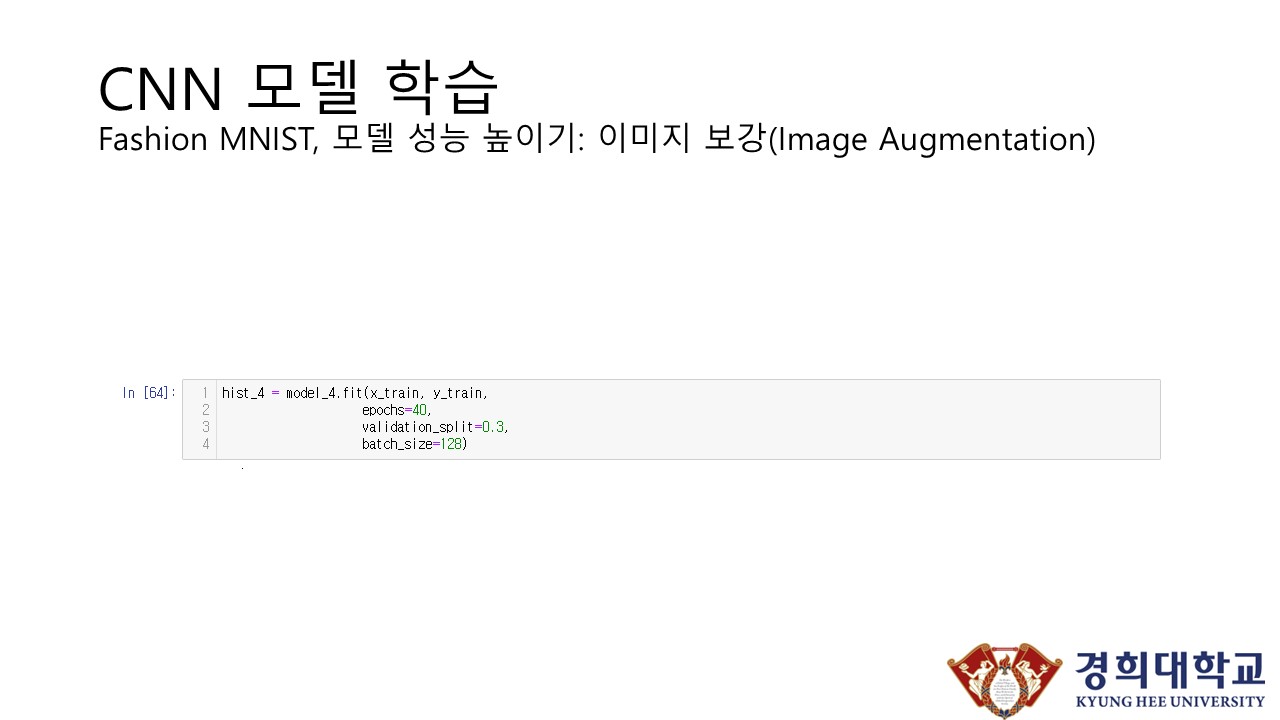 CNN 모델 학습
Fashion MNIST, 모델 성능 높이기: 이미지 보강(Image Augmentation)
In [64]:
1 hist_4 = model_4.fit(x_train, y_train,
2 epochs=40,
3 validation_split=0.3,
4 batch_size=128)
경희대학교
KYUNG HEE UNIVERSITY